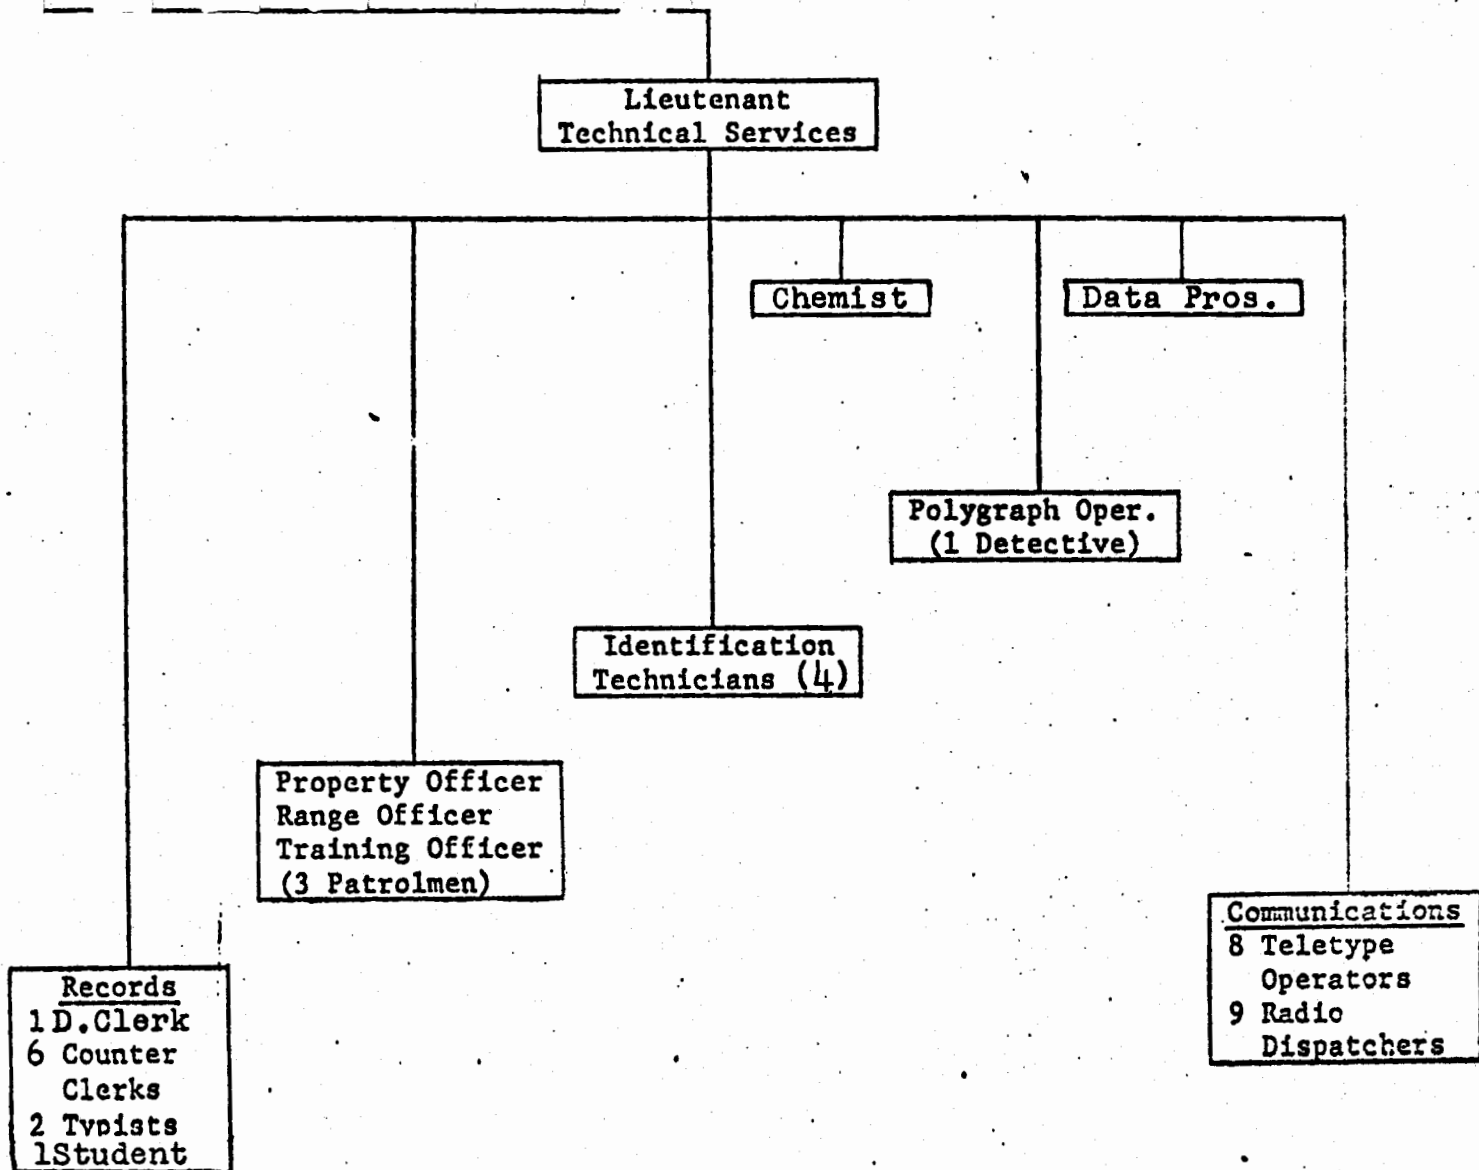 Lieutenant
Technical Services
Chemist
Data Pros.
Polygraph Oper.
(1 Detective)
Identification
Technicians (4)
Property Officer
Range Officer
Training Officer
(3 Patrolmen)
Communications
8 Teletype
Operators
9 Radio
Dispatchers
Records
1 D.Clerk
6 Counter
Clerks
2 Typists
1Student